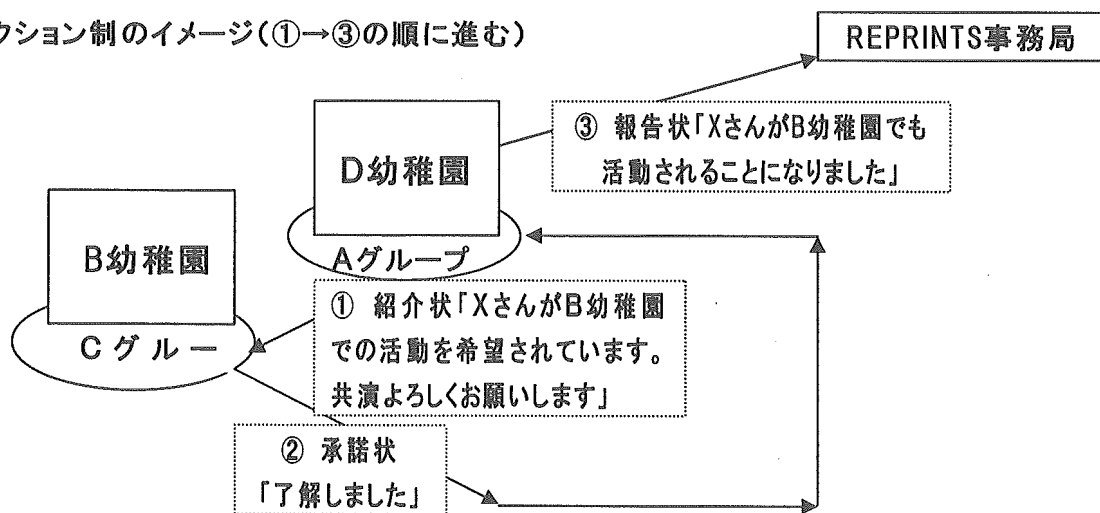 クション制のイメージ(①→③の順に進む)
REPRINTS事務局
③ 報告状「XさんがB幼稚園でも
活動されることになりました」
D幼稚園
Aグループ
B幼稚園
Cグルー
① 紹介状「XさんがB幼稚園
での活動を希望されています。
共演よろしくお願いします」
② 承諾状
「了解しました」